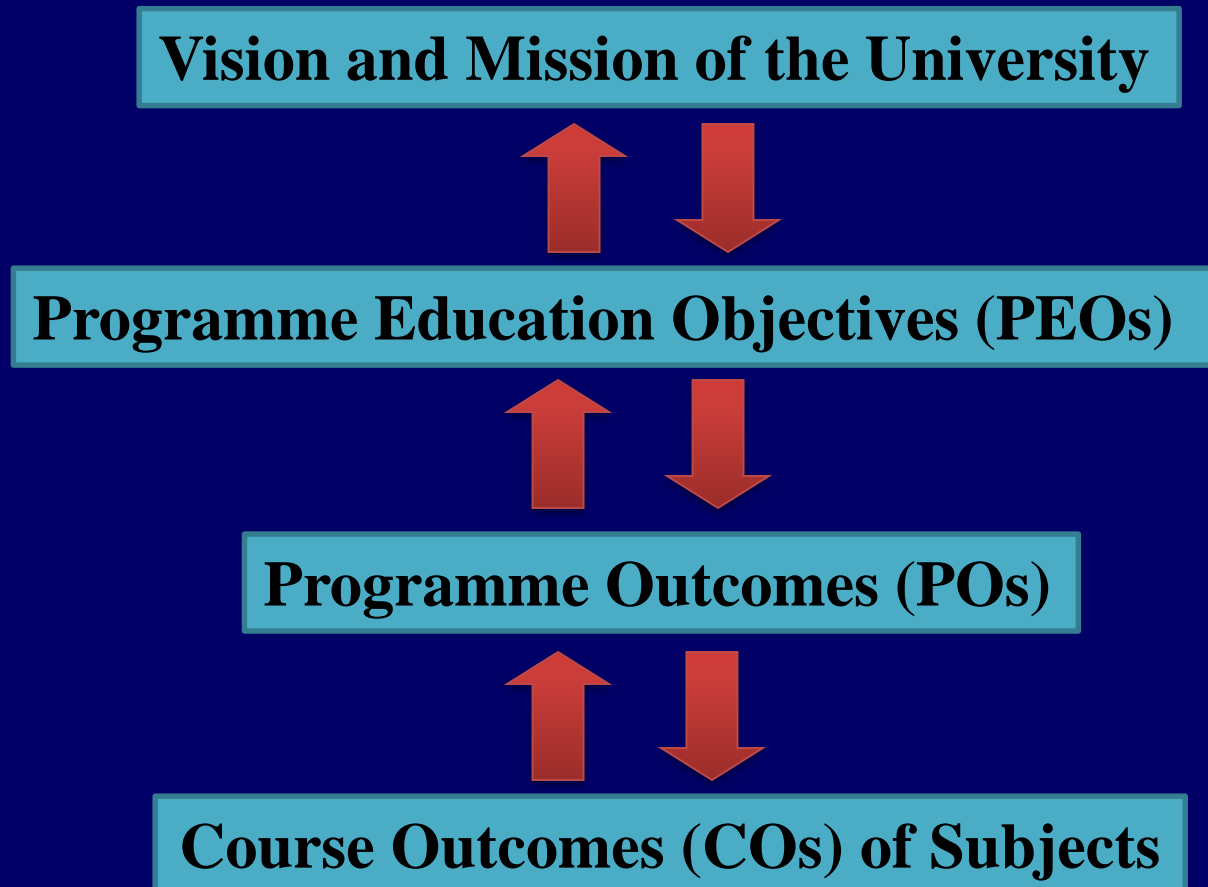 Vision and Mission of the University
Programme Education Objectives (PEOs)
Programme Outcomes (POs)
Course Outcomes (COs) of Subjects